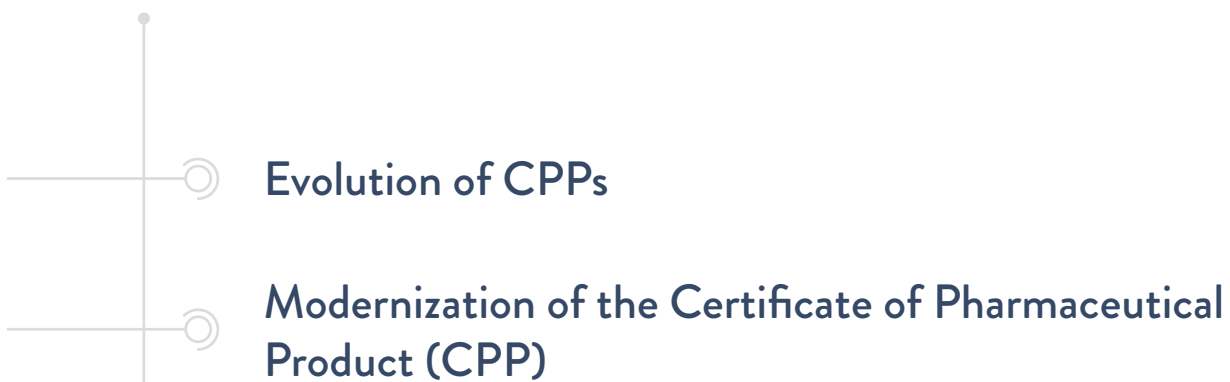 Evolution of CPPs
Modernization of the Certificate of Pharmaceutical
Product (CPP)